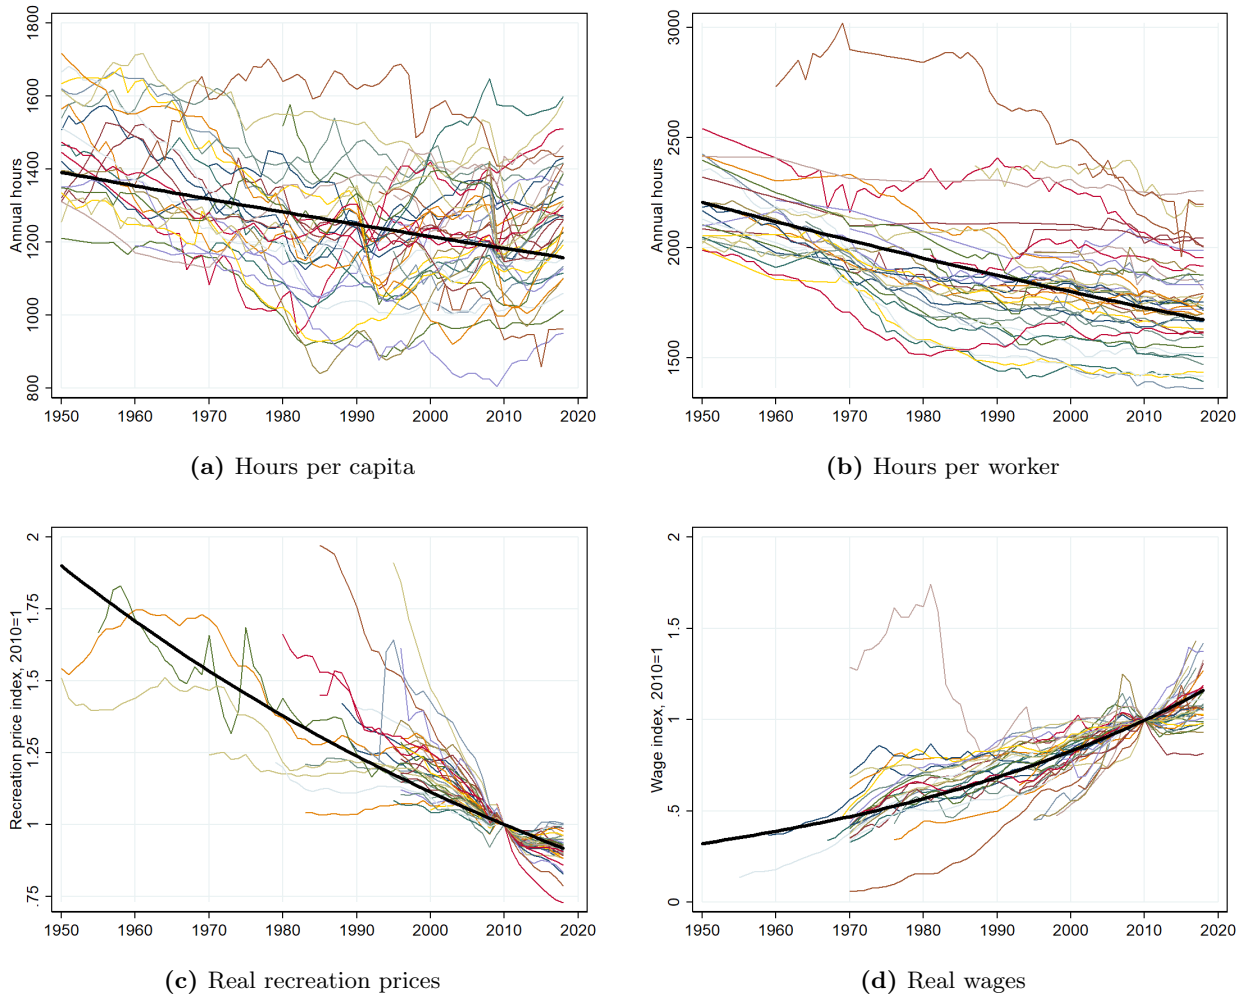 Annual hours
1800
1600
1400
1200
1000
800
1950 1960 1970 1980 1990 2000 2010 2020
(a) Hours per capita
Annual hours
3000
2500
2000
1500
1950 1960 1970 1980 1990 2000 2010 2020
(b) Hours per worker
Recreation price index, 2010=1
2
1.75
1.5
1.25
1
.75
1950 1960 1970 1980 1990 2000 2010 2020
(c) Real recreation prices
Wage index, 2010=1
2
1.5
1
.5
0
1950 1960 1970 1980 1990 2000 2010 2020
(d) Real wages